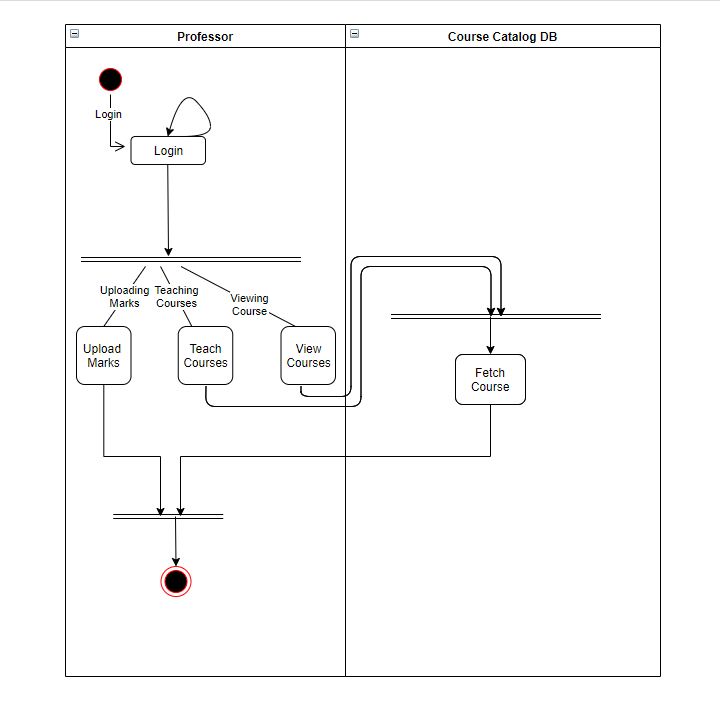 Professor
Course Catalog DB
Login
Login
Uploading
Marks
Teaching
Courses
Viewing
Course
Upload
Marks
Teach
Courses
View
Courses
Fetch
Course